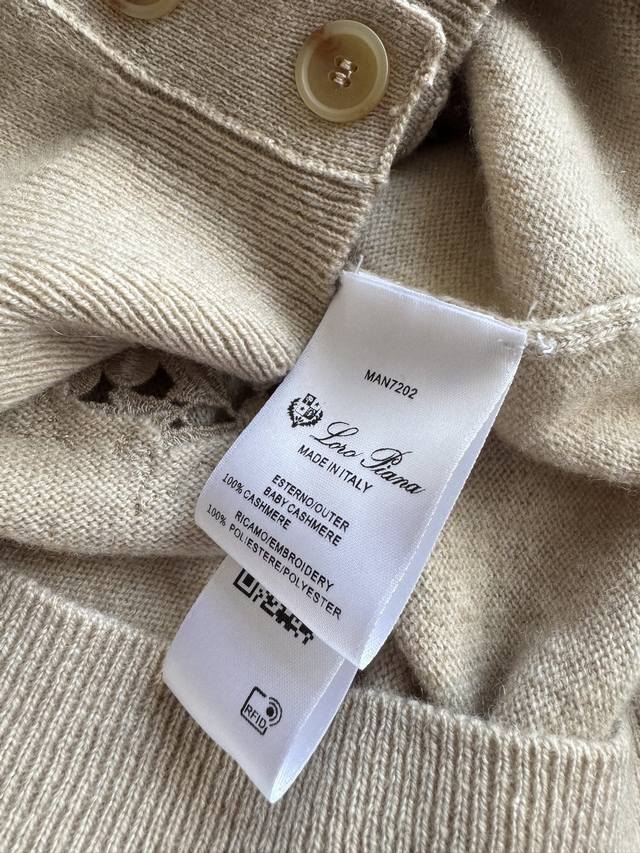 MAN7202
Loro Piana
MADE IN ITALY
ESTERNO/OUTER
BABY CASHMERE
100% CASHMERE
RICAMO/EMBROIDERY
100% POLIESTERE/POLYESTER
RFID